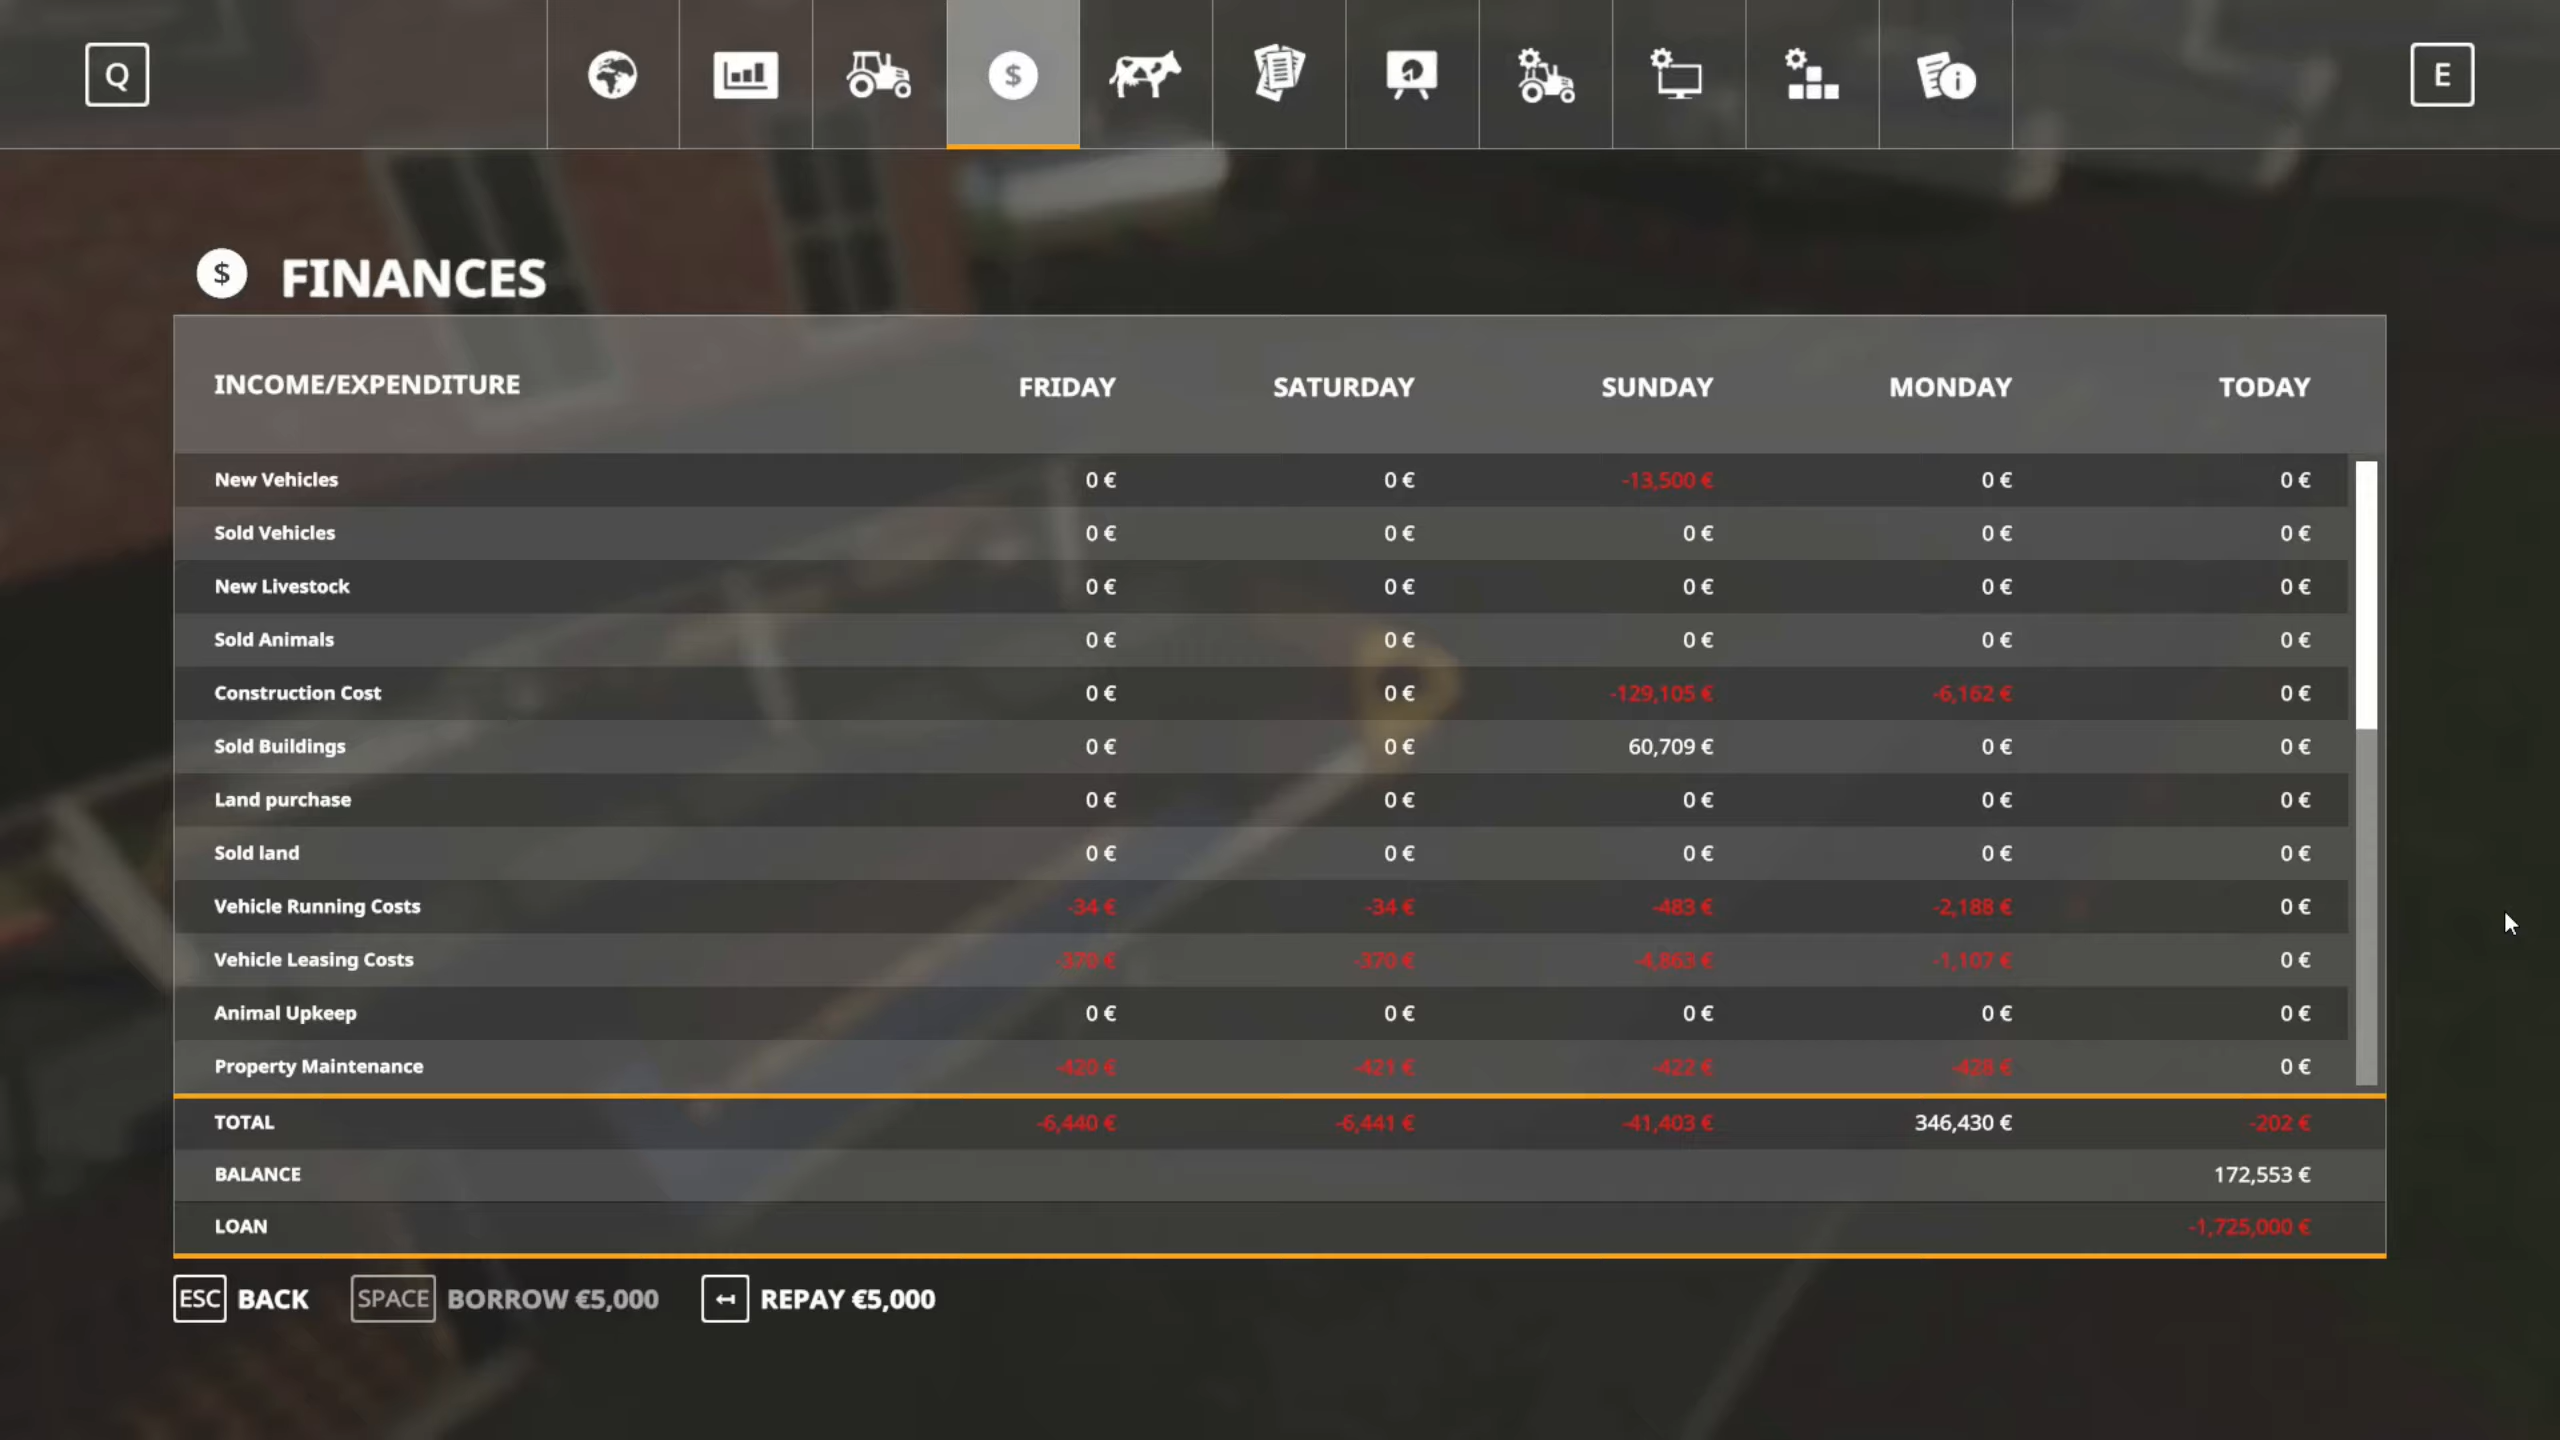 Q
E
$ FINANCES
INCOME/EXPENDITURE FRIDAY SATURDAY SUNDAY MONDAY TODAY
New Vehicles 0 € 0 € -13,500 € 0 € 0 €
Sold Vehicles 0 € 0 € 0 € 0 € 0 €
New Livestock 0 € 0 € 0 € 0 € 0 €
Sold Animals 0 € 0 € 0 € 0 € 0 €
Construction Cost 0 € 0 € -129,105 € -6,162 € 0 €
Sold Buildings 0 € 0 € 60,709 € 0 € 0 €
Land purchase 0 € 0 € 0 € 0 € 0 €
Sold land 0 € 0 € 0 € 0 € 0 €
Vehicle Running Costs -34 € -34 € -483 € -2,188 € 0 €
Vehicle Leasing Costs -370 € -370 € -4,863 € -1,107 € 0 €
Animal Upkeep 0 € 0 € 0 € 0 € 0 €
Property Maintenance -420 € -421 € -422 € -428 € 0 €
TOTAL -6,440 € -6,441 € -41,403 € 346,430 € -202 €
BALANCE 172,553 €
LOAN -1,725,000 €
ESC BACK SPACE BORROW €5,000 REPAY €5,000